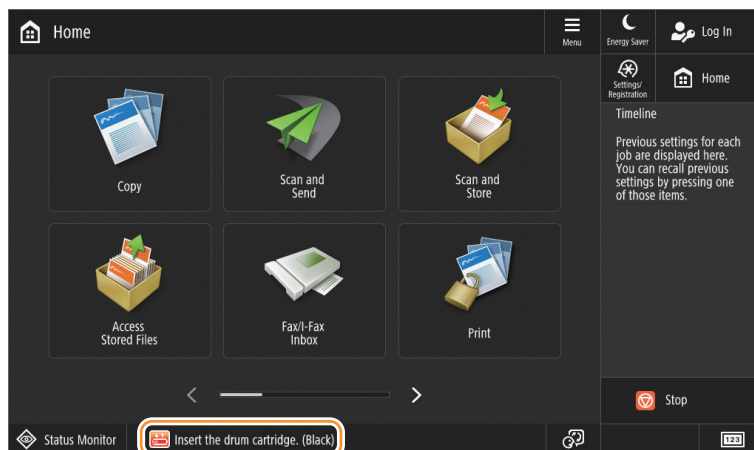 Home
Menu
Energy Saver
Log In
Settings/
Registration
Home
Copy
Scan and
Send
Scan and
Store
Access
Stored Files
Fax/I-Fax
Inbox
Print
Timeline
Previous settings for each
job are displayed here.
You can recall previous
settings by pressing one
of those items.
Stop
Status Monitor
Insert the drum cartridge. (Black)
123